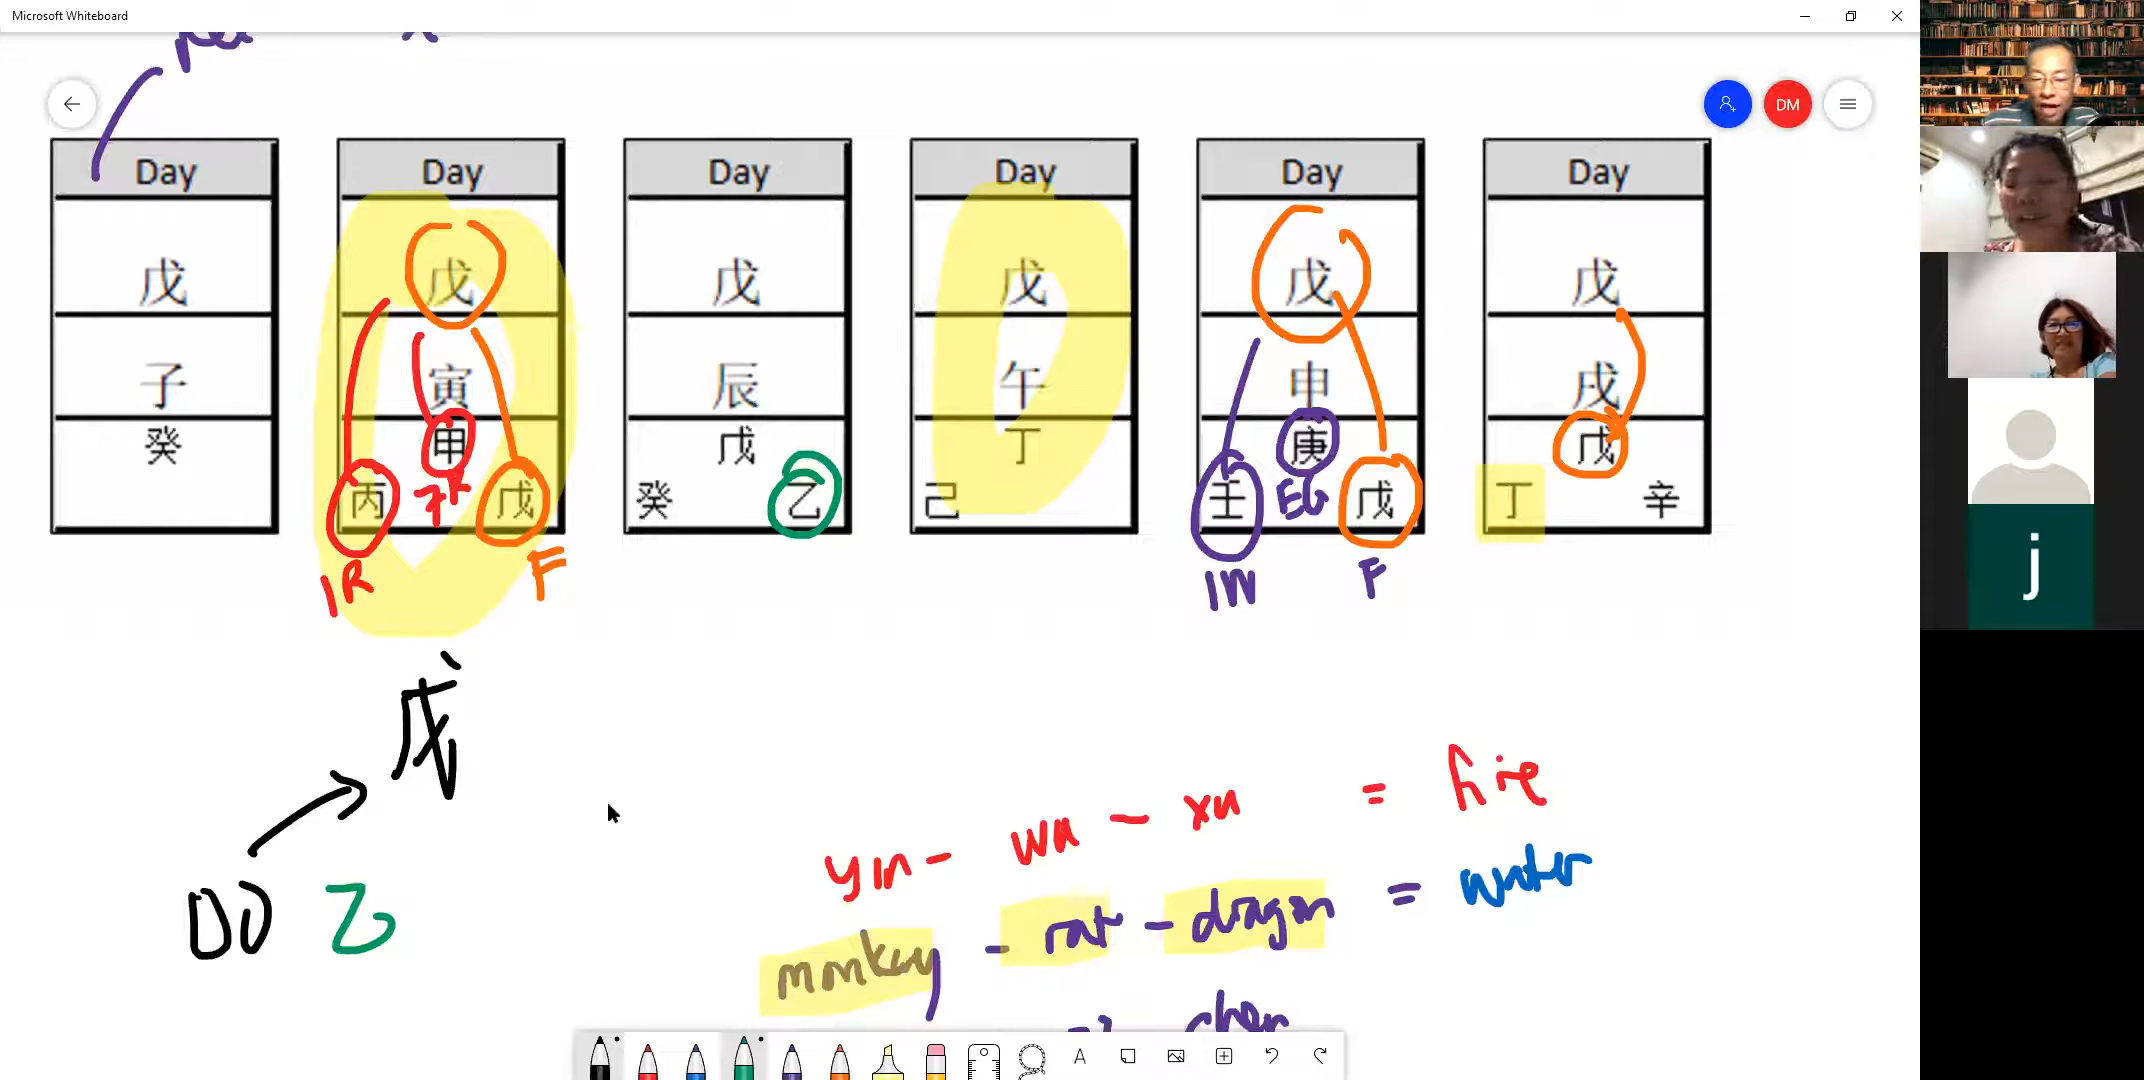 Microsoft Whiteboard
DM
Day Day Day Day Day Day
戊 戊 戊 戊 戊 戊
子 寅 辰 午 申 戌
癸 甲 戊 丁 庚 戊
丙 7K 戊 癸 乙 己 壬 EG 戊 丁 辛
IR F IW F
j
戊
DO 乙
yin - wu - xu = fire
monkey - rat - dragon = water
chen
A